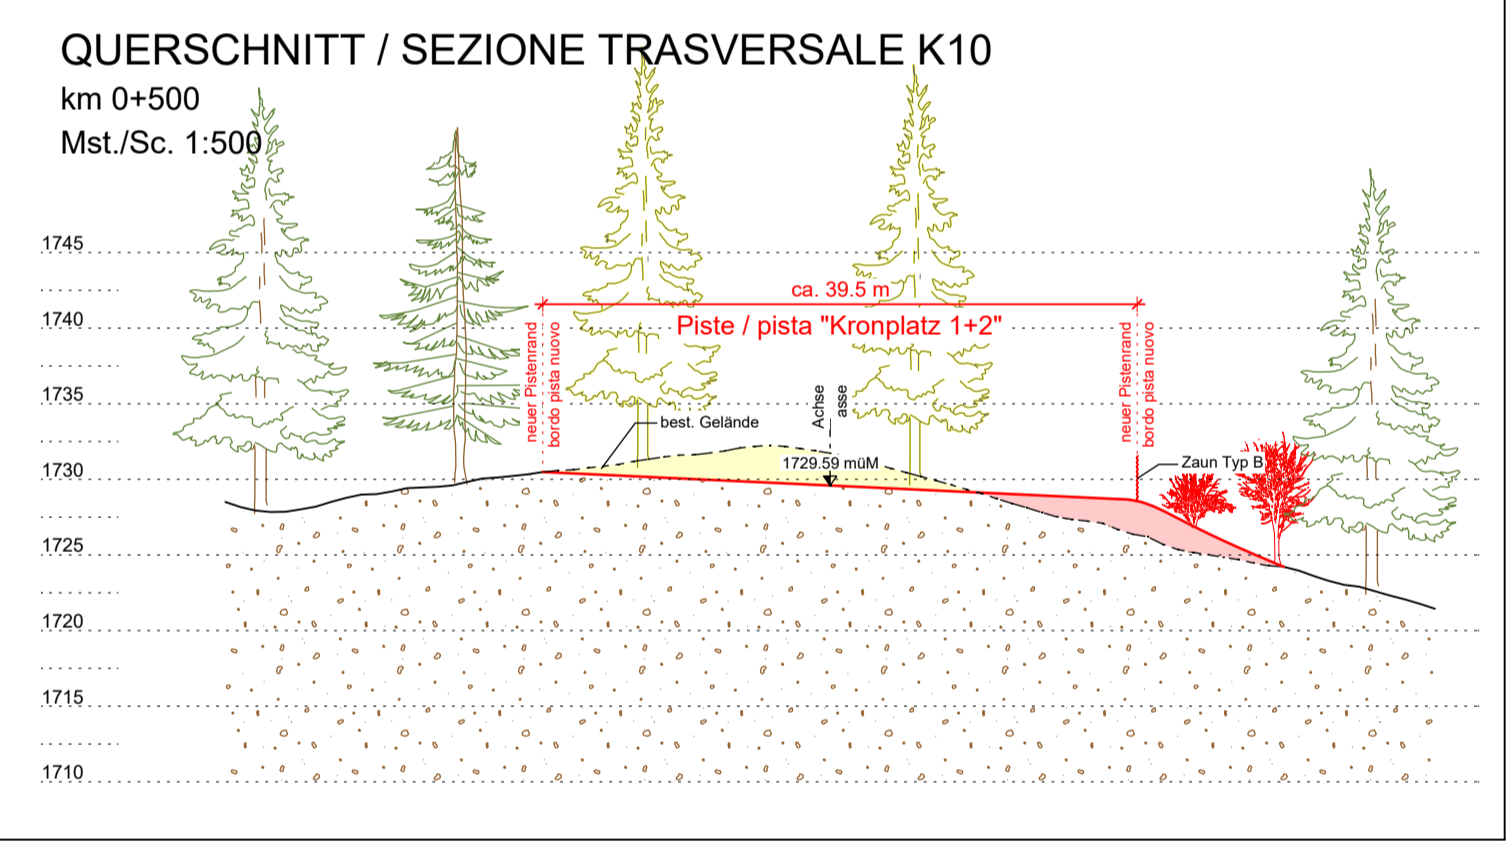 QUERSCHNITT / SEZIONE TRASVERSALE K10
km 0+500
Mst./Sc. 1:500
1745
ca. 39.5 m
1740
Piste / pista "Kronplatz 1+2"
neuer Pistenrand
bordo pista nuovo
neuer Pistenrand
bordo pista nuovo
1735
Achse
asse
best. Gelände
1730
1729.59 müM
Zaun Typ B
1725
1720
1715
1710